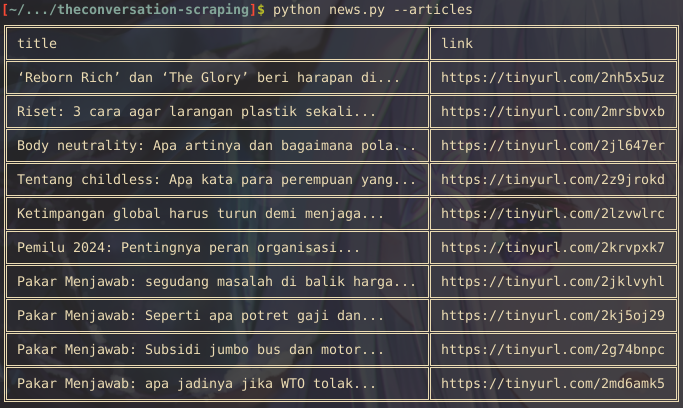 [~/.../theconversation-scraping]$ python news.py --articles
title link
‘Reborn Rich’ dan ‘The Glory’ beri harapan di... https://tinyurl.com/2nh5x5uz
Riset: 3 cara agar larangan plastik sekali... https://tinyurl.com/2mrsbvxb
Body neutrality: Apa artinya dan bagaimana pola... https://tinyurl.com/2jl647er
Tentang childless: Apa kata para perempuan yang... https://tinyurl.com/2z9jrokd
Ketimpangan global harus turun demi menjaga... https://tinyurl.com/2lzvwlrc
Pemilu 2024: Pentingnya peran organisasi... https://tinyurl.com/2krvpxk7
Pakar Menjawab: segudang masalah di balik harga... https://tinyurl.com/2jklvyhl
Pakar Menjawab: Seperti apa potret gaji dan... https://tinyurl.com/2kj5oj29
Pakar Menjawab: Subsidi jumbo bus dan motor... https://tinyurl.com/2g74bnpc
Pakar Menjawab: apa jadinya jika WTO tolak... https://tinyurl.com/2md6amk5